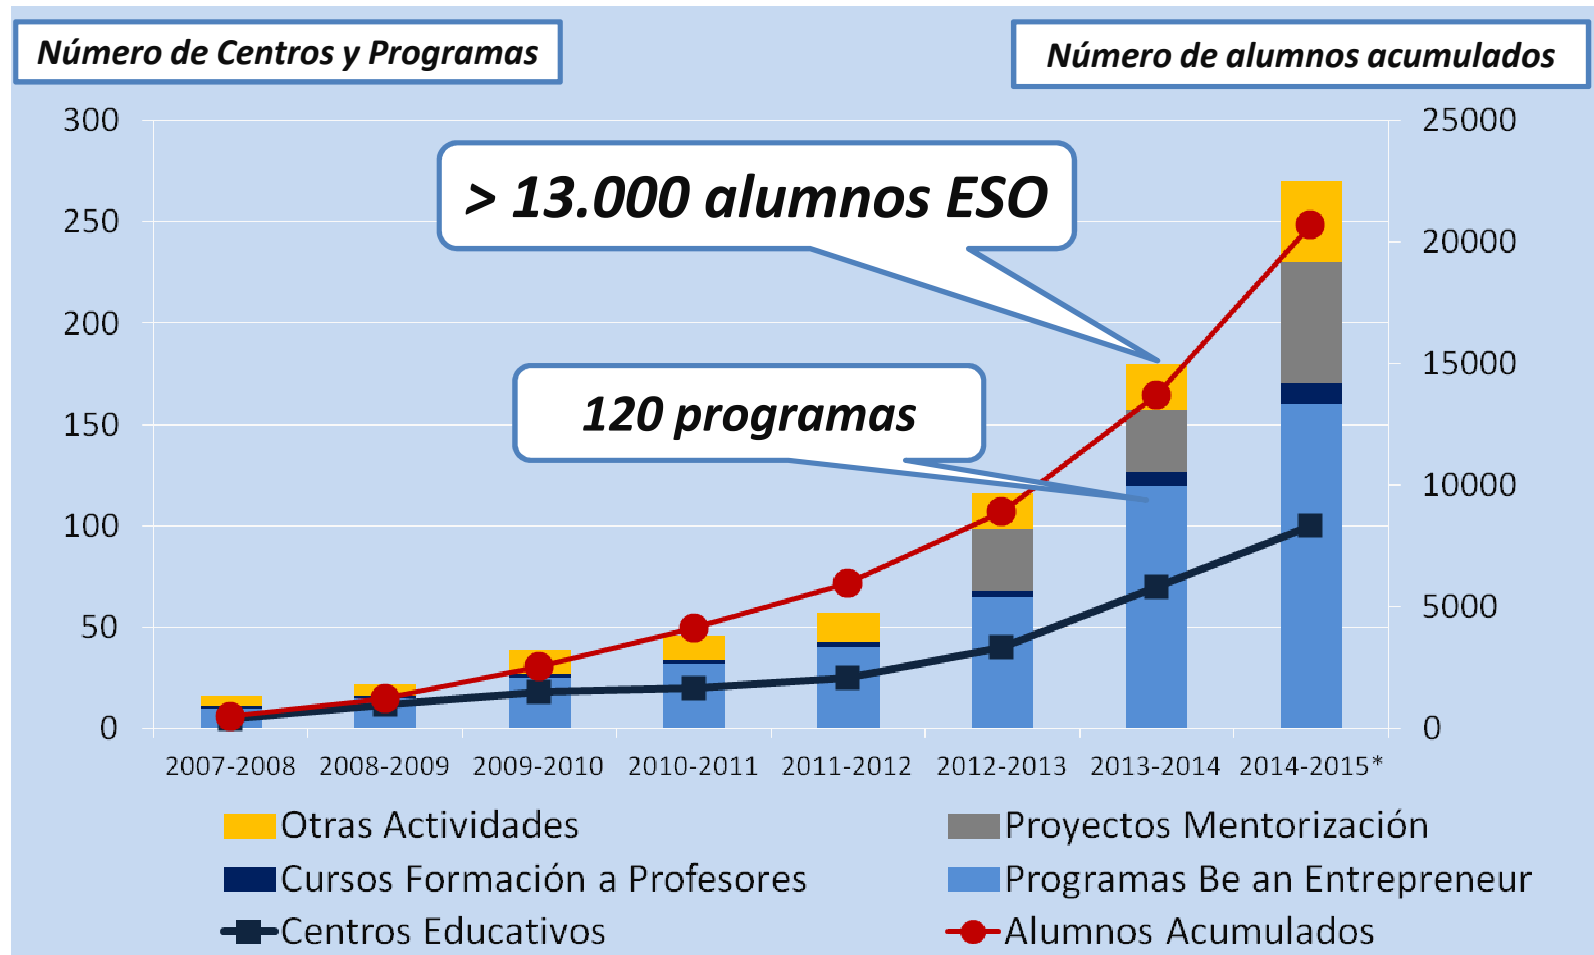 Número de Centros y Programas
Número de alumnos acumulados
300
250
200
150
100
50
0
25000
20000
15000
10000
5000
0
> 13.000 alumnos ESO
120 programas
2007-2008
2008-2009
2009-2010
2010-2011
2011-2012
2012-2013
2013-2014
2014-2015*
Otras Actividades
Proyectos Mentorización
Cursos Formación a Profesores
Programas Be an Entrepreneur
Centros Educativos
Alumnos Acumulados